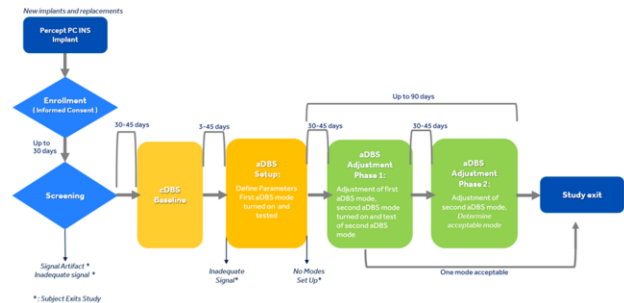 New implants and replacements
Percept PC INS
Implant
Enrollment
(Informed Consent)
Up to
30 days
Screening
Signal Artifact *
Inadequate signal *
* : Subject Exits Study
30-45 days
cDBS
Baseline
3-45 days
aDBS
Setup:
Define Parameters
First aDBS mode
turned on and
tested
Inadequate
Signal*
No Modes
Set Up*
Up to 90 days
30-45 days
aDBS
Adjustment
Phase 1:
Adjustment of first
aDBS mode,
second aDBS mode
turned on and test
of second aDBS
mode
30-45 days
aDBS
Adjustment
Phase 2:
Adjustment of
second aDBS mode,
Determine
acceptable mode
One mode acceptable
Study exit